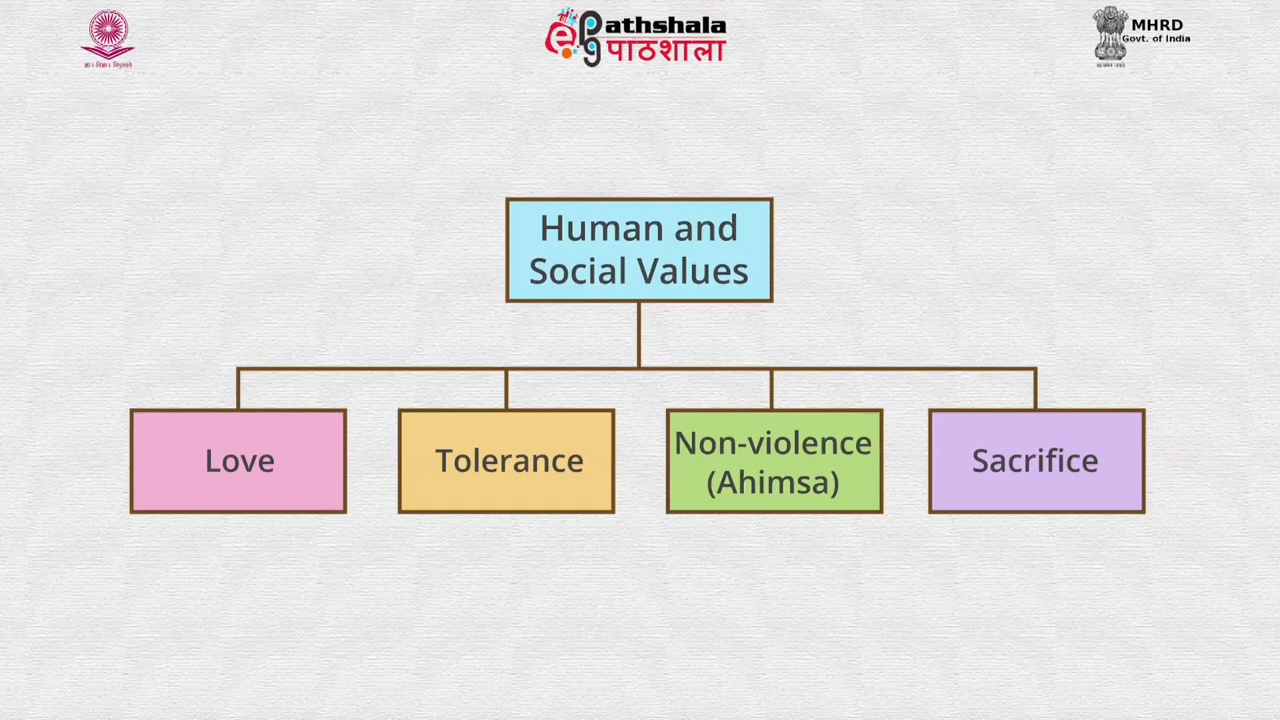 Pathshala
पाठशाला
MHRD
Govt. of India
Human and
Social Values
Love
Tolerance
Non-violence
(Ahimsa)
Sacrifice